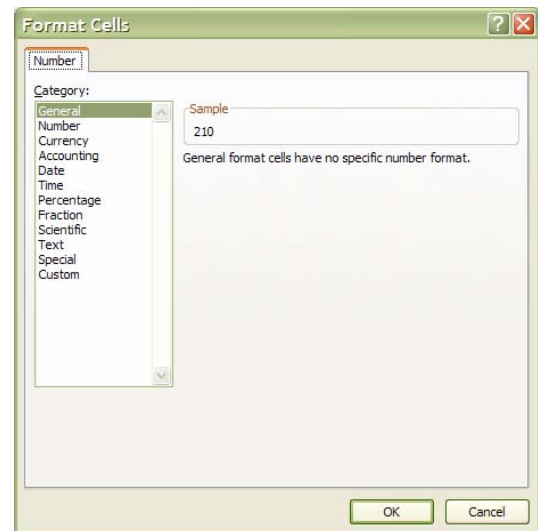 Format Cells
Number
Category:
General
Number
Currency
Accounting
Date
Time
Percentage
Fraction
Scientific
Text
Special
Custom
Sample
210
General format cells have no specific number format.
OK
Cancel